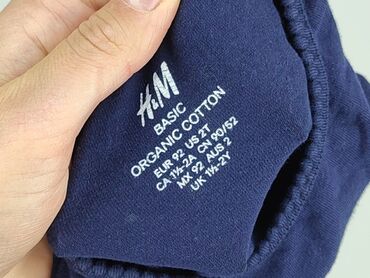 H&M
BASIC
ORGANIC COTTON
EUR 92 US 2T
CA 1½-2A CN 90/52
MX 92 AUS 2
UK 1½-2Y